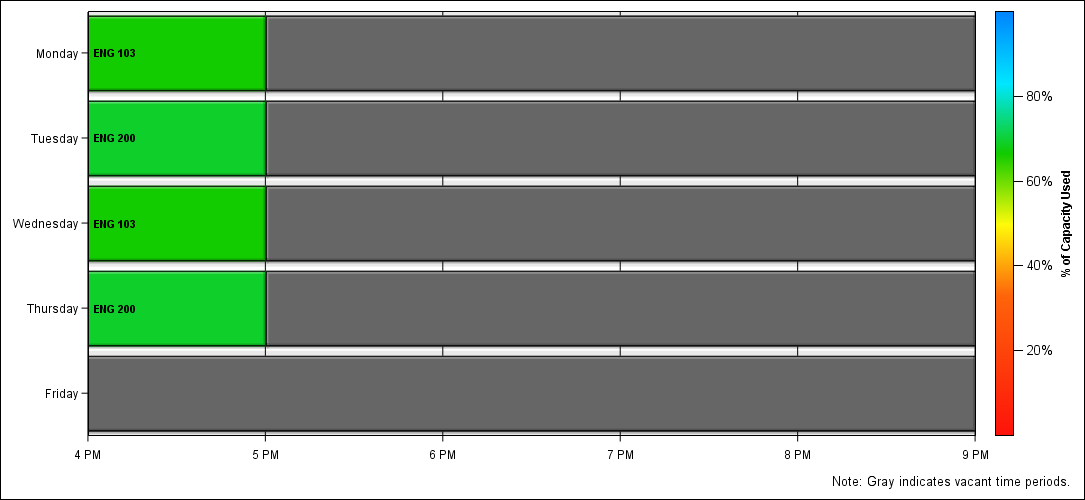 Monday
ENG 103
Tuesday
ENG 200
Wednesday
ENG 103
Thursday
ENG 200
Friday
4 PM 5 PM 6 PM 7 PM 8 PM 9 PM
80%
60%
40%
20%
% of Capacity Used
Note: Gray indicates vacant time periods.